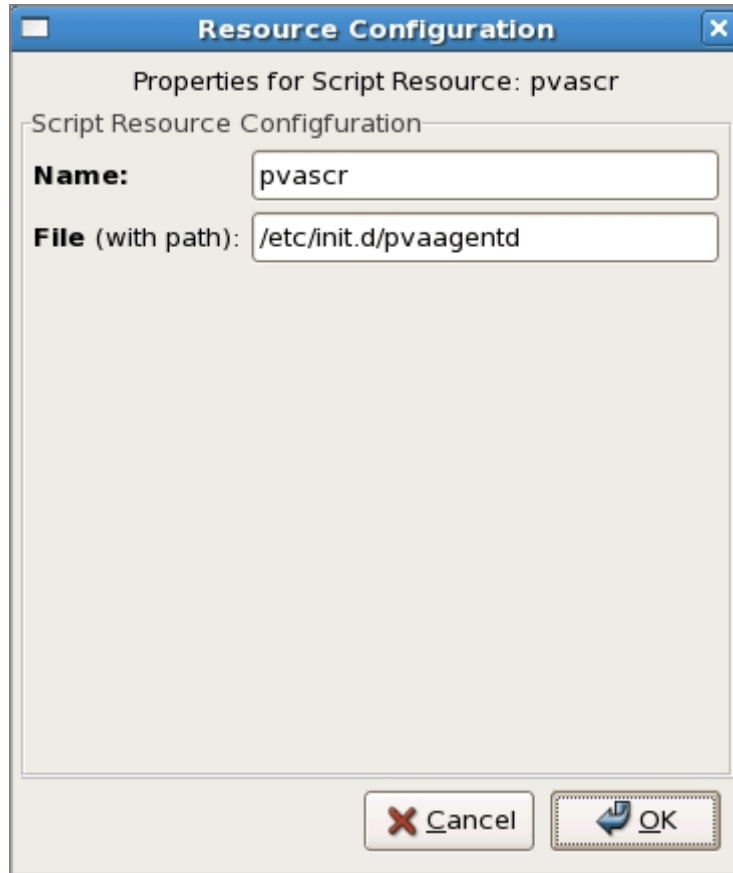 Resource Configuration
Properties for Script Resource: pvascr
Script Resource Configfuration
Name: pvascr
File (with path): /etc/init.d/pvaagentd
Cancel OK